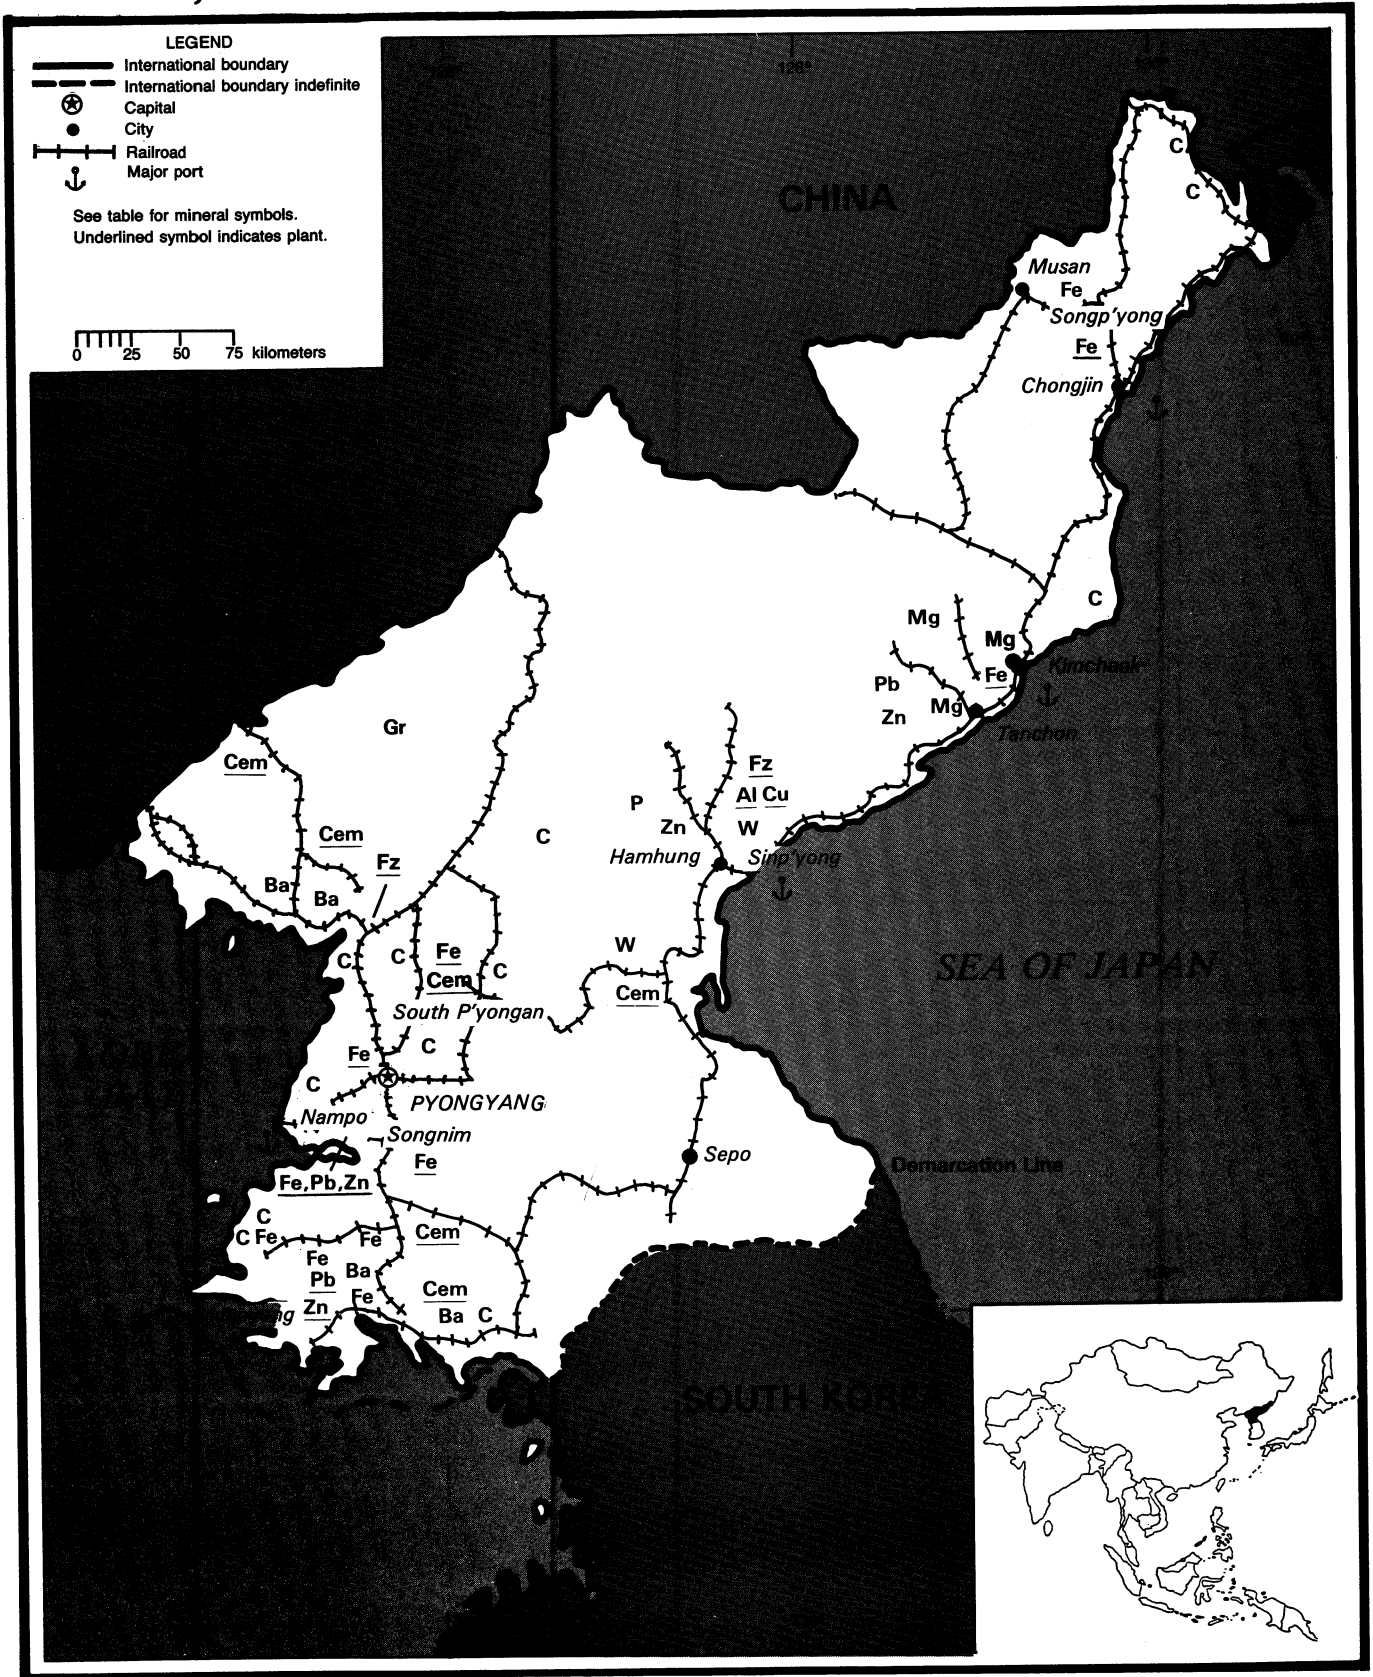 LEGEND
International boundary
International boundary indefinite
Capital
City
Railroad
Major port
See table for mineral symbols.
Underlined symbol indicates plant.
0 25 50 75 kilometers
128°
CHINA
C
C
Musan
Fe
Songp'yong
Fe
Chongjin
C
Mg
Mg
Kimchaek
Fe
Pb
Mg
Zn
Tanchon
Gr
Cem
Fz
Al Cu
P
Zn
W
C
Cem
Hamhung
Sinp'yong
Fz
Ba
Ba
W
Fe
C
C
C
Cem
Cem
SEA OF JAPAN
South P'yongan
Fe
C
C
PYONGYANG
Nampo
Songnim
Sepo
Fe
Demarcation Line
Fe,Pb,Zn
C
C Fe
Fe
Cem
Fe
Ba
Pb
Cem
Zn
Fe
Ba C
SOUTH KOREA